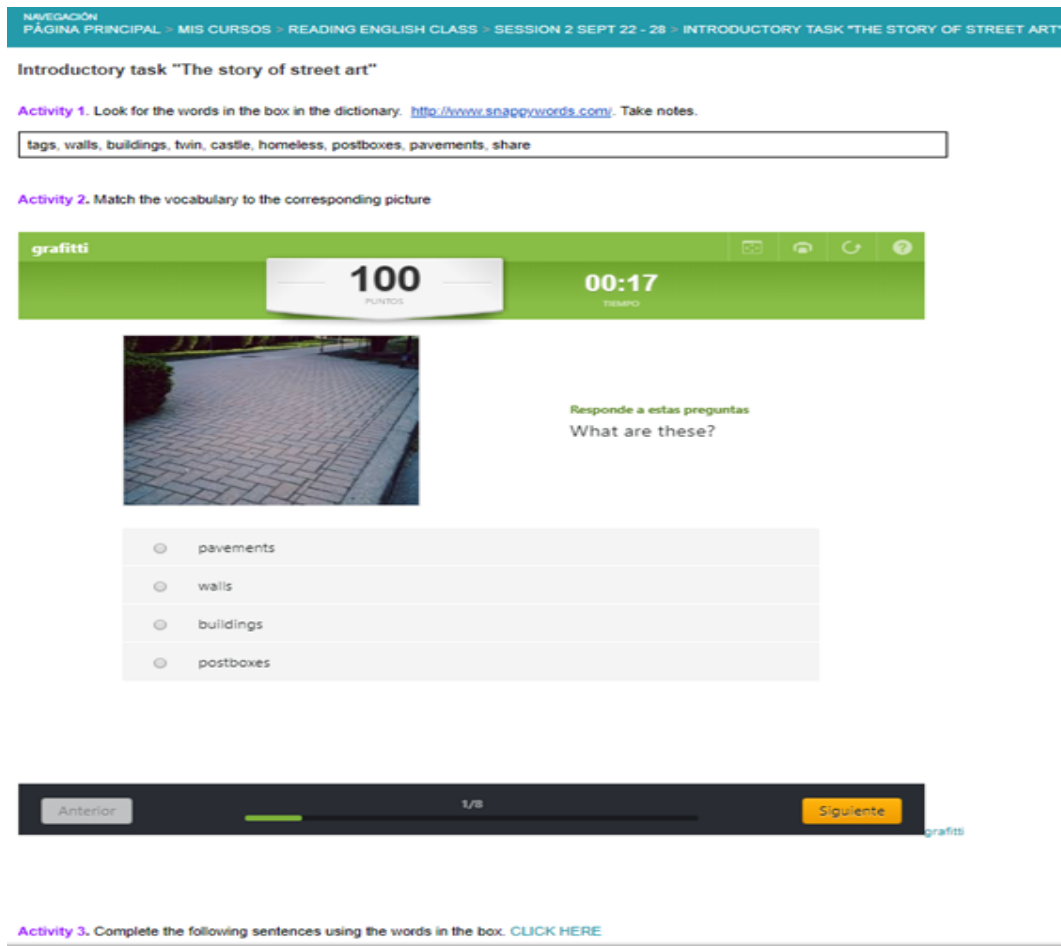 NAVEGACIÓN
PÁGINA PRINCIPAL > MIS CURSOS > READING ENGLISH CLASS > SESSION 2 SEPT 22 - 28 > INTRODUCTORY TASK "THE STORY OF STREET ART"
Introductory task "The story of street art"
Activity 1. Look for the words in the box in the dictionary. http://www.snappywords.com/. Take notes.
tags, walls, buildings, twin, castle, homeless, postboxes, pavements, share
Activity 2. Match the vocabulary to the corresponding picture
grafitti
100
PUNTOS
00:17
TIEMPO
Responde a estas preguntas
What are these?
pavements
walls
buildings
postboxes
Anterior
1/8
Siguiente
grafitti
Activity 3. Complete the following sentences using the words in the box. CLICK HERE